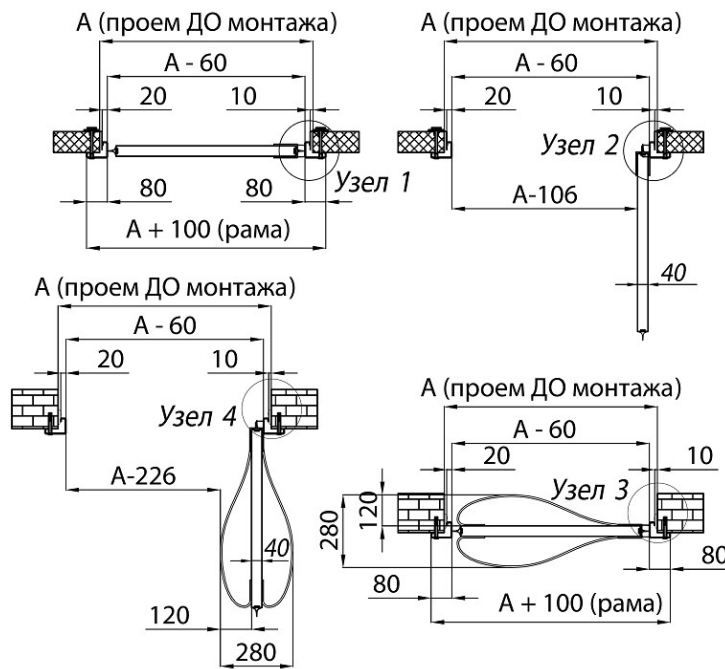 А (проем ДО монтажа)
А - 60
20
10
Узел 1
80
80
А + 100 (рама)
А (проем ДО монтажа)
А - 60
20
10
Узел 2
А-106
40
А (проем ДО монтажа)
А - 60
20
10
Узел 4
А-226
40
120
280
А (проем ДО монтажа)
А - 60
20
10
Узел 3
120
280
80
80
А + 100 (рама)